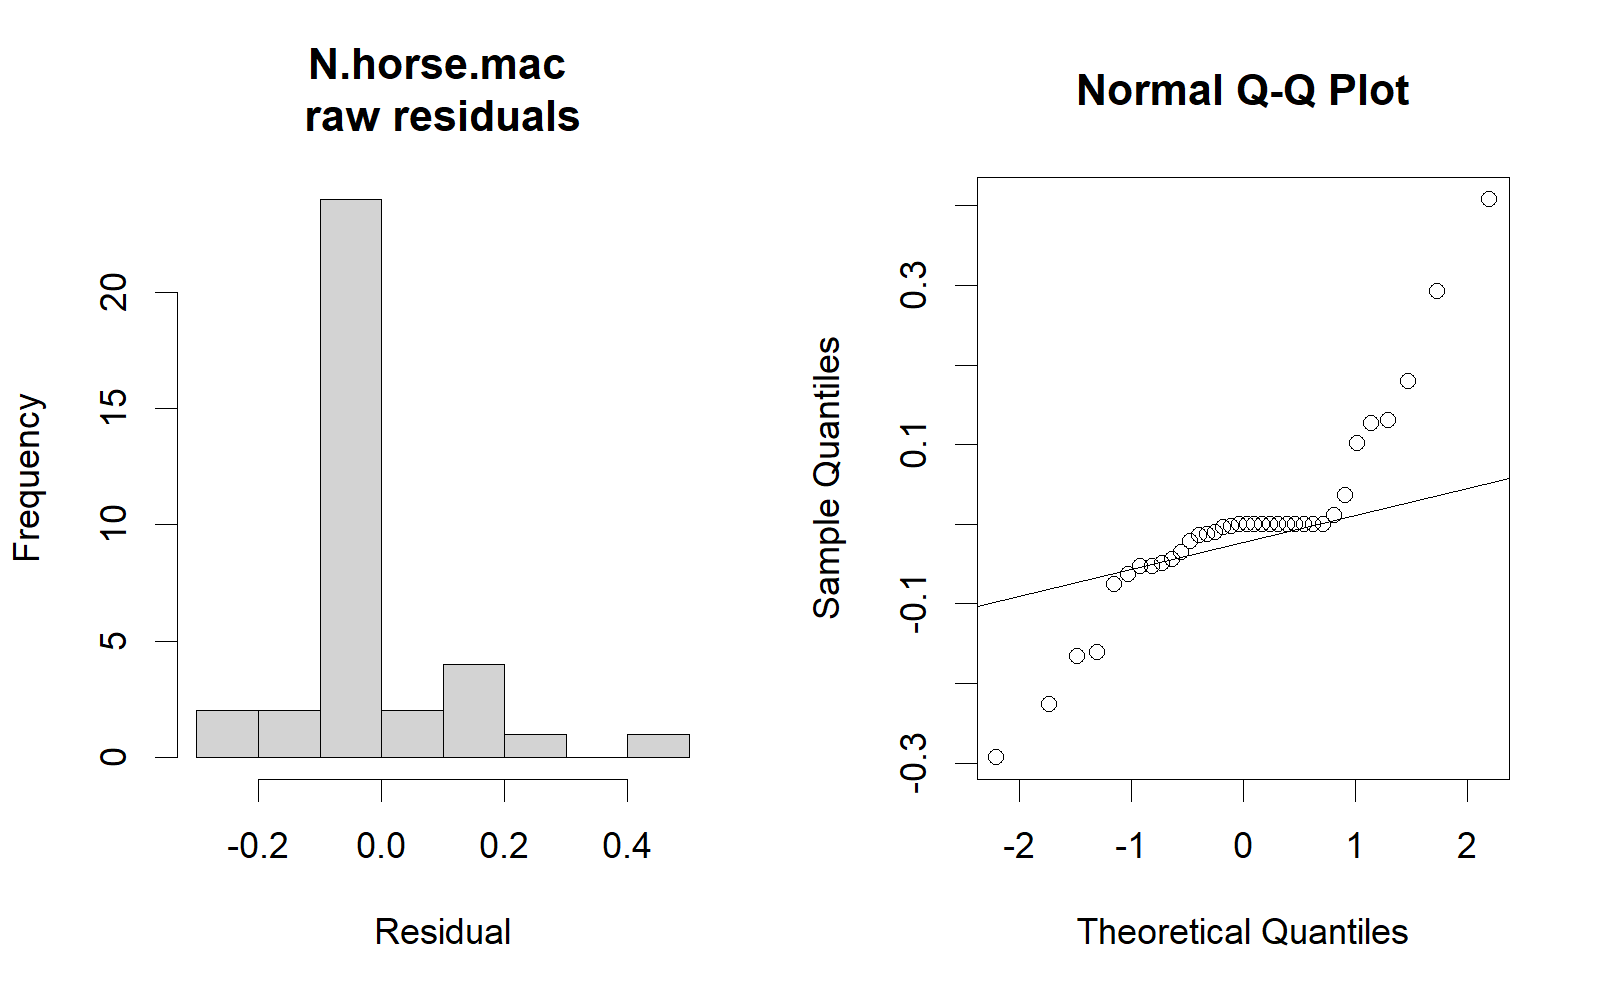 N.horse.mac
raw residuals
Frequency
0
5
10
15
20
-0.2
0.0
0.2
0.4
Residual
Normal Q-Q Plot
Sample Quantiles
-0.3
-0.1
0.1
0.3
-2
-1
0
1
2
Theoretical Quantiles